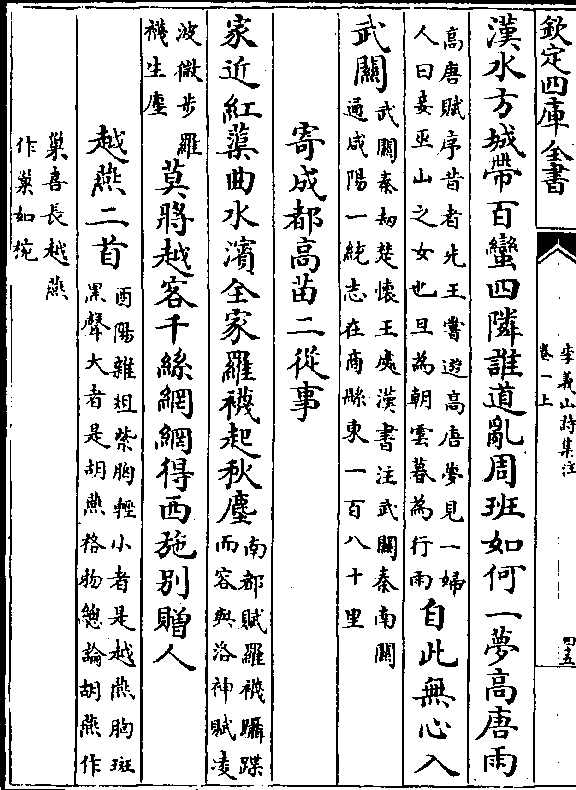 欽定四庫全書
李義山詩集注
卷一上
四五
漢水方城帶百蠻四隣誰道亂周班如何一夢高唐雨
高唐賦序昔者先王嘗遊高唐夢見一婦
人曰妾巫山之女也旦為朝雲暮為行雨
自此無心入
武關
武關秦劫楚懷王處漢書注武關秦南關
通咸陽一統志在商縣東一百八十里
寄成都高苗二從事
家近紅蕖曲水濱全家羅襪起秋塵
南都賦羅襪躡蹀
而容與洛神賦凌
波微步羅
襪生塵
莫將越客千絲網網得西施別贈人
越燕二首
酉陽雜俎紫胸輕小者是越燕胸斑
黑聲大者是胡燕格物總論胡燕作
巢喜長越燕
作巢如椀